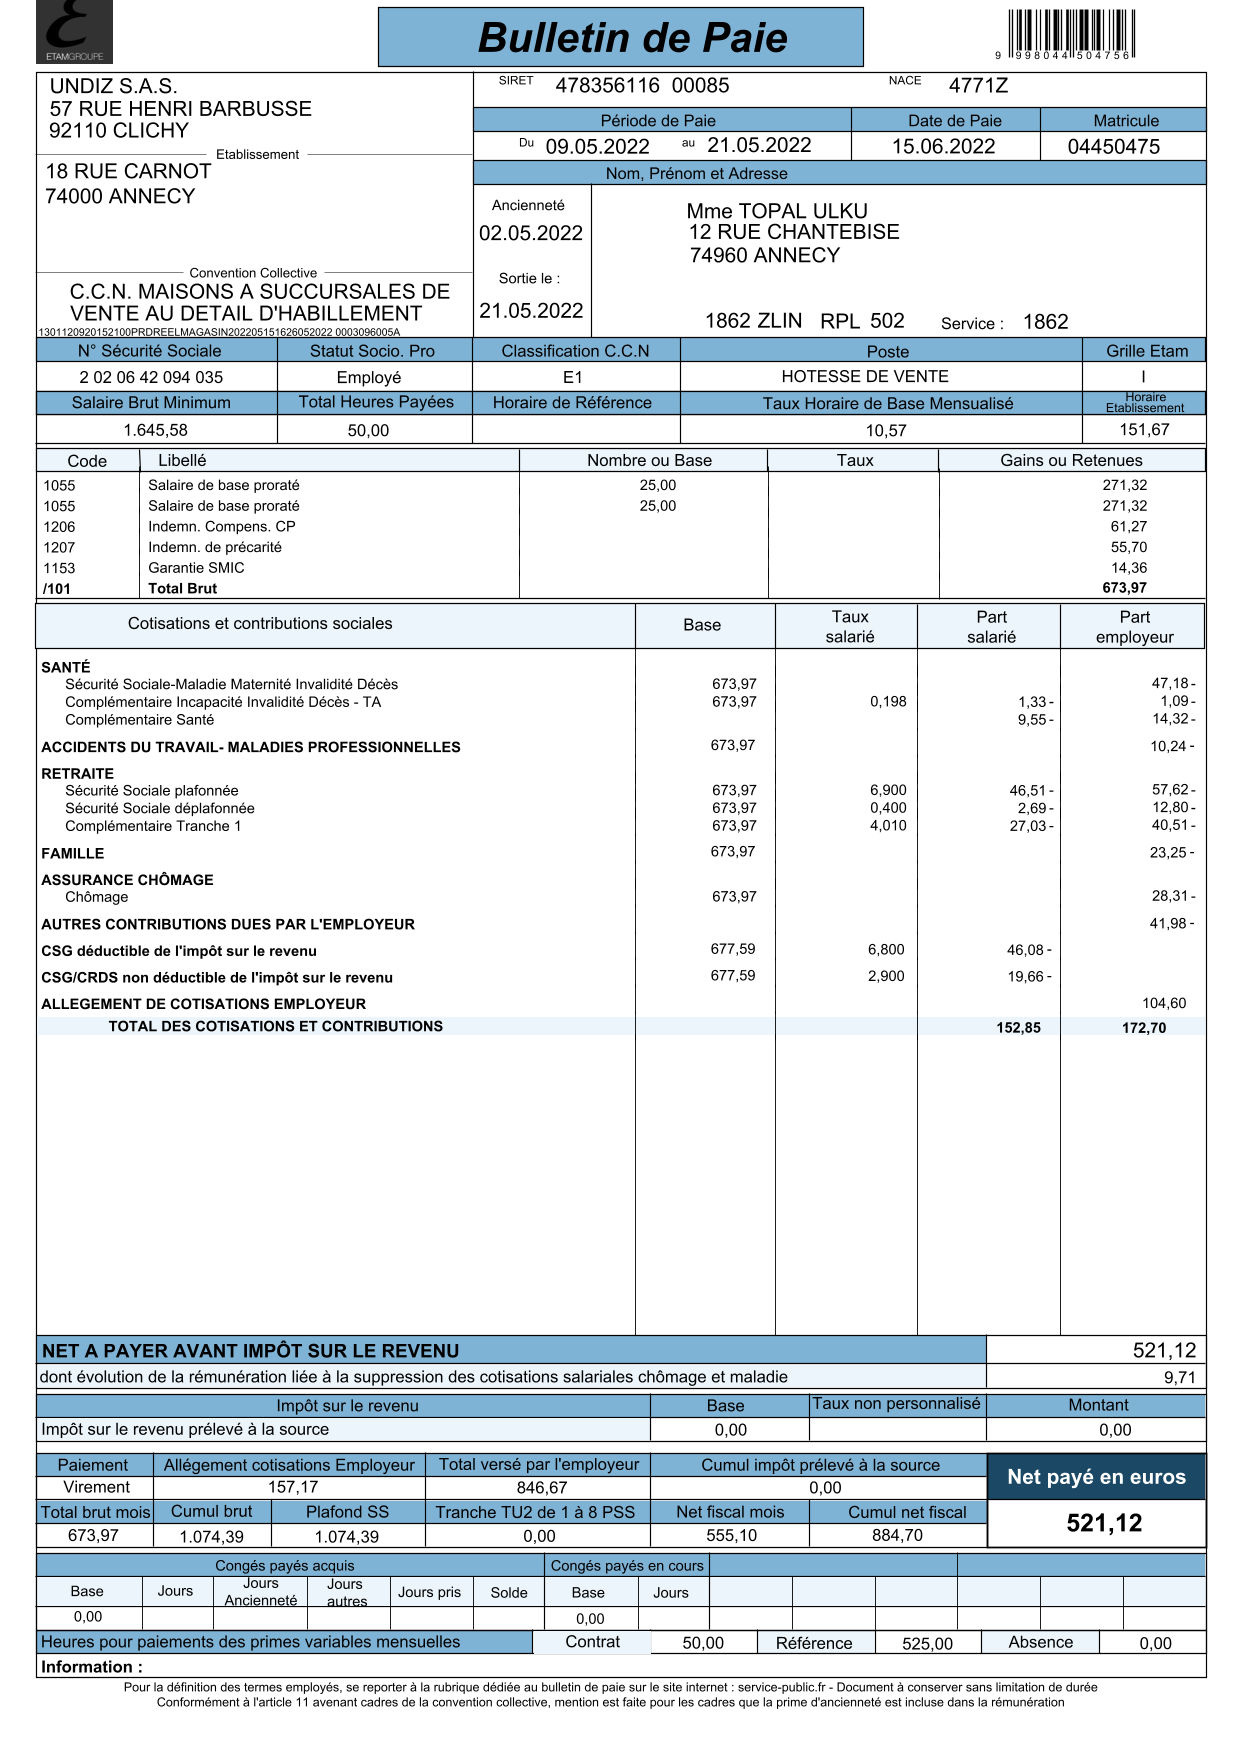 ETAMGROUPE
Bulletin de Paie
9 998044 504756
UNDIZ S.A.S.
57 RUE HENRI BARBUSSE
92110 CLICHY
Etablissement
18 RUE CARNOT
74000 ANNECY
Convention Collective
C.C.N. MAISONS A SUCCURSALES DE
VENTE AU DETAIL D'HABILLEMENT
1301120920152100PRDREELMAGASIN202205151626052022 0003096005A
SIRET 478356116 00085 NACE 4771Z
Période de Paie Date de Paie Matricule
Du 09.05.2022 au 21.05.2022 15.06.2022 04450475
Nom, Prénom et Adresse
Ancienneté
02.05.2022
Sortie le :
21.05.2022
Mme TOPAL ULKU
12 RUE CHANTEBISE
74960 ANNECY
1862 ZLIN RPL 502 Service : 1862
N° Sécurité Sociale Statut Socio. Pro Classification C.C.N Poste Grille Etam
2 02 06 42 094 035 Employé E1 HOTESSE DE VENTE I
Salaire Brut Minimum Total Heures Payées Horaire de Référence Taux Horaire de Base Mensualisé Horaire Etablissement
1.645,58 50,00 10,57 151,67
Code Libellé Nombre ou Base Taux Gains ou Retenues
1055 Salaire de base proraté 25,00 271,32
1055 Salaire de base proraté 25,00 271,32
1206 Indemn. Compens. CP 61,27
1207 Indemn. de précarité 55,70
1153 Garantie SMIC 14,36
/101 Total Brut 673,97
Cotisations et contributions sociales Base Taux salarié Part salarié Part employeur
SANTÉ
Sécurité Sociale-Maladie Maternité Invalidité Décès 673,97 47,18-
Complémentaire Incapacité Invalidité Décès - TA 673,97 0,198 1,33- 1,09-
Complémentaire Santé 9,55- 14,32-
ACCIDENTS DU TRAVAIL- MALADIES PROFESSIONNELLES 673,97 10,24-
RETRAITE
Sécurité Sociale plafonnée 673,97 6,900 46,51- 57,62-
Sécurité Sociale déplafonnée 673,97 0,400 2,69- 12,80-
Complémentaire Tranche 1 673,97 4,010 27,03- 40,51-
FAMILLE 673,97 23,25-
ASSURANCE CHÔMAGE
Chômage 673,97 28,31-
AUTRES CONTRIBUTIONS DUES PAR L'EMPLOYEUR 41,98-
CSG déductible de l'impôt sur le revenu 677,59 6,800 46,08-
CSG/CRDS non déductible de l'impôt sur le revenu 677,59 2,900 19,66-
ALLEGEMENT DE COTISATIONS EMPLOYEUR 104,60
TOTAL DES COTISATIONS ET CONTRIBUTIONS 152,85 172,70
NET A PAYER AVANT IMPÔT SUR LE REVENU 521,12
dont évolution de la rémunération liée à la suppression des cotisations salariales chômage et maladie 9,71
Impôt sur le revenu Base Taux non personnalisé Montant
Impôt sur le revenu prélevé à la source 0,00 0,00
Paiement Allégement cotisations Employeur Total versé par l'employeur Cumul impôt prélevé à la source Net payé en euros
Virement 157,17 846,67 0,00
Total brut mois Cumul brut Plafond SS Tranche TU2 de 1 à 8 PSS Net fiscal mois Cumul net fiscal
673,97 1.074,39 1.074,39 0,00 555,10 884,70 521,12
Congés payés acquis Congés payés en cours
Base Jours Jours Ancienneté Jours autres Jours pris Solde Base Jours
0,00 0,00
Heures pour paiements des primes variables mensuelles Contrat 50,00 Référence 525,00 Absence 0,00
Information :
Pour la définition des termes employés, se reporter à la rubrique dédiée au bulletin de paie sur le site internet : service-public.fr - Document à conserver sans limitation de durée
Conformément à l'article 11 avenant cadres de la convention collective, mention est faite pour les cadres que la prime d'ancienneté est incluse dans la rémunération